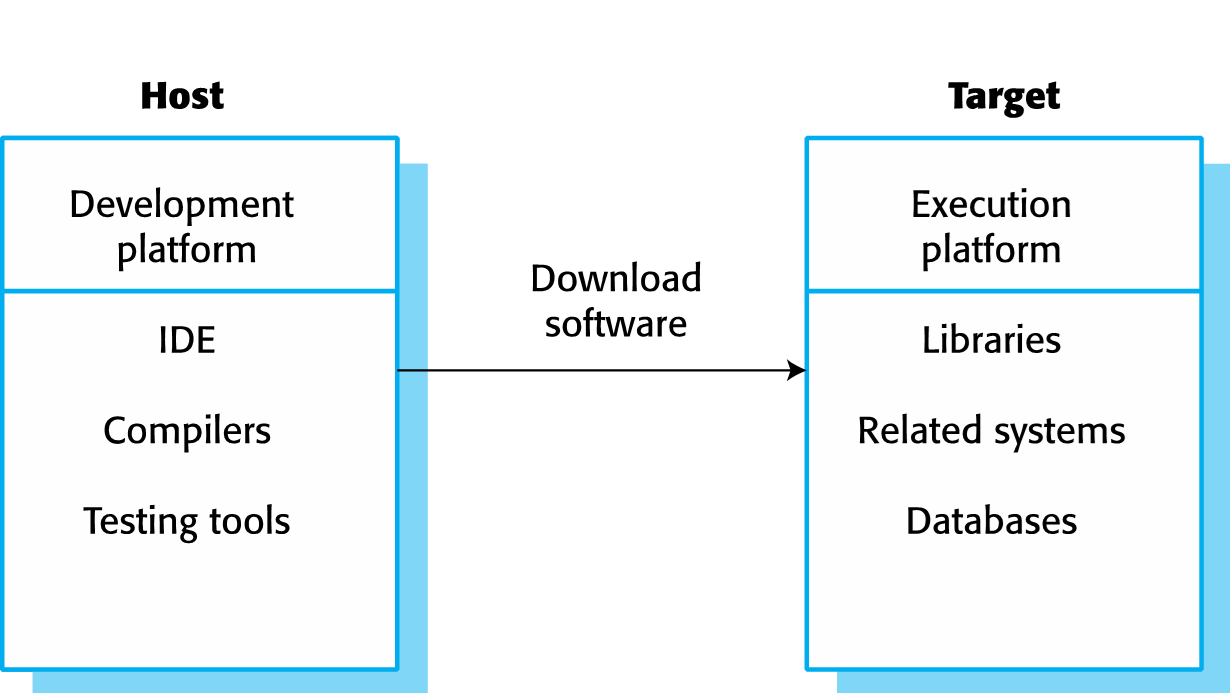 Host
Development
platform
IDE
Compilers
Testing tools
Download
software
Target
Execution
platform
Libraries
Related systems
Databases